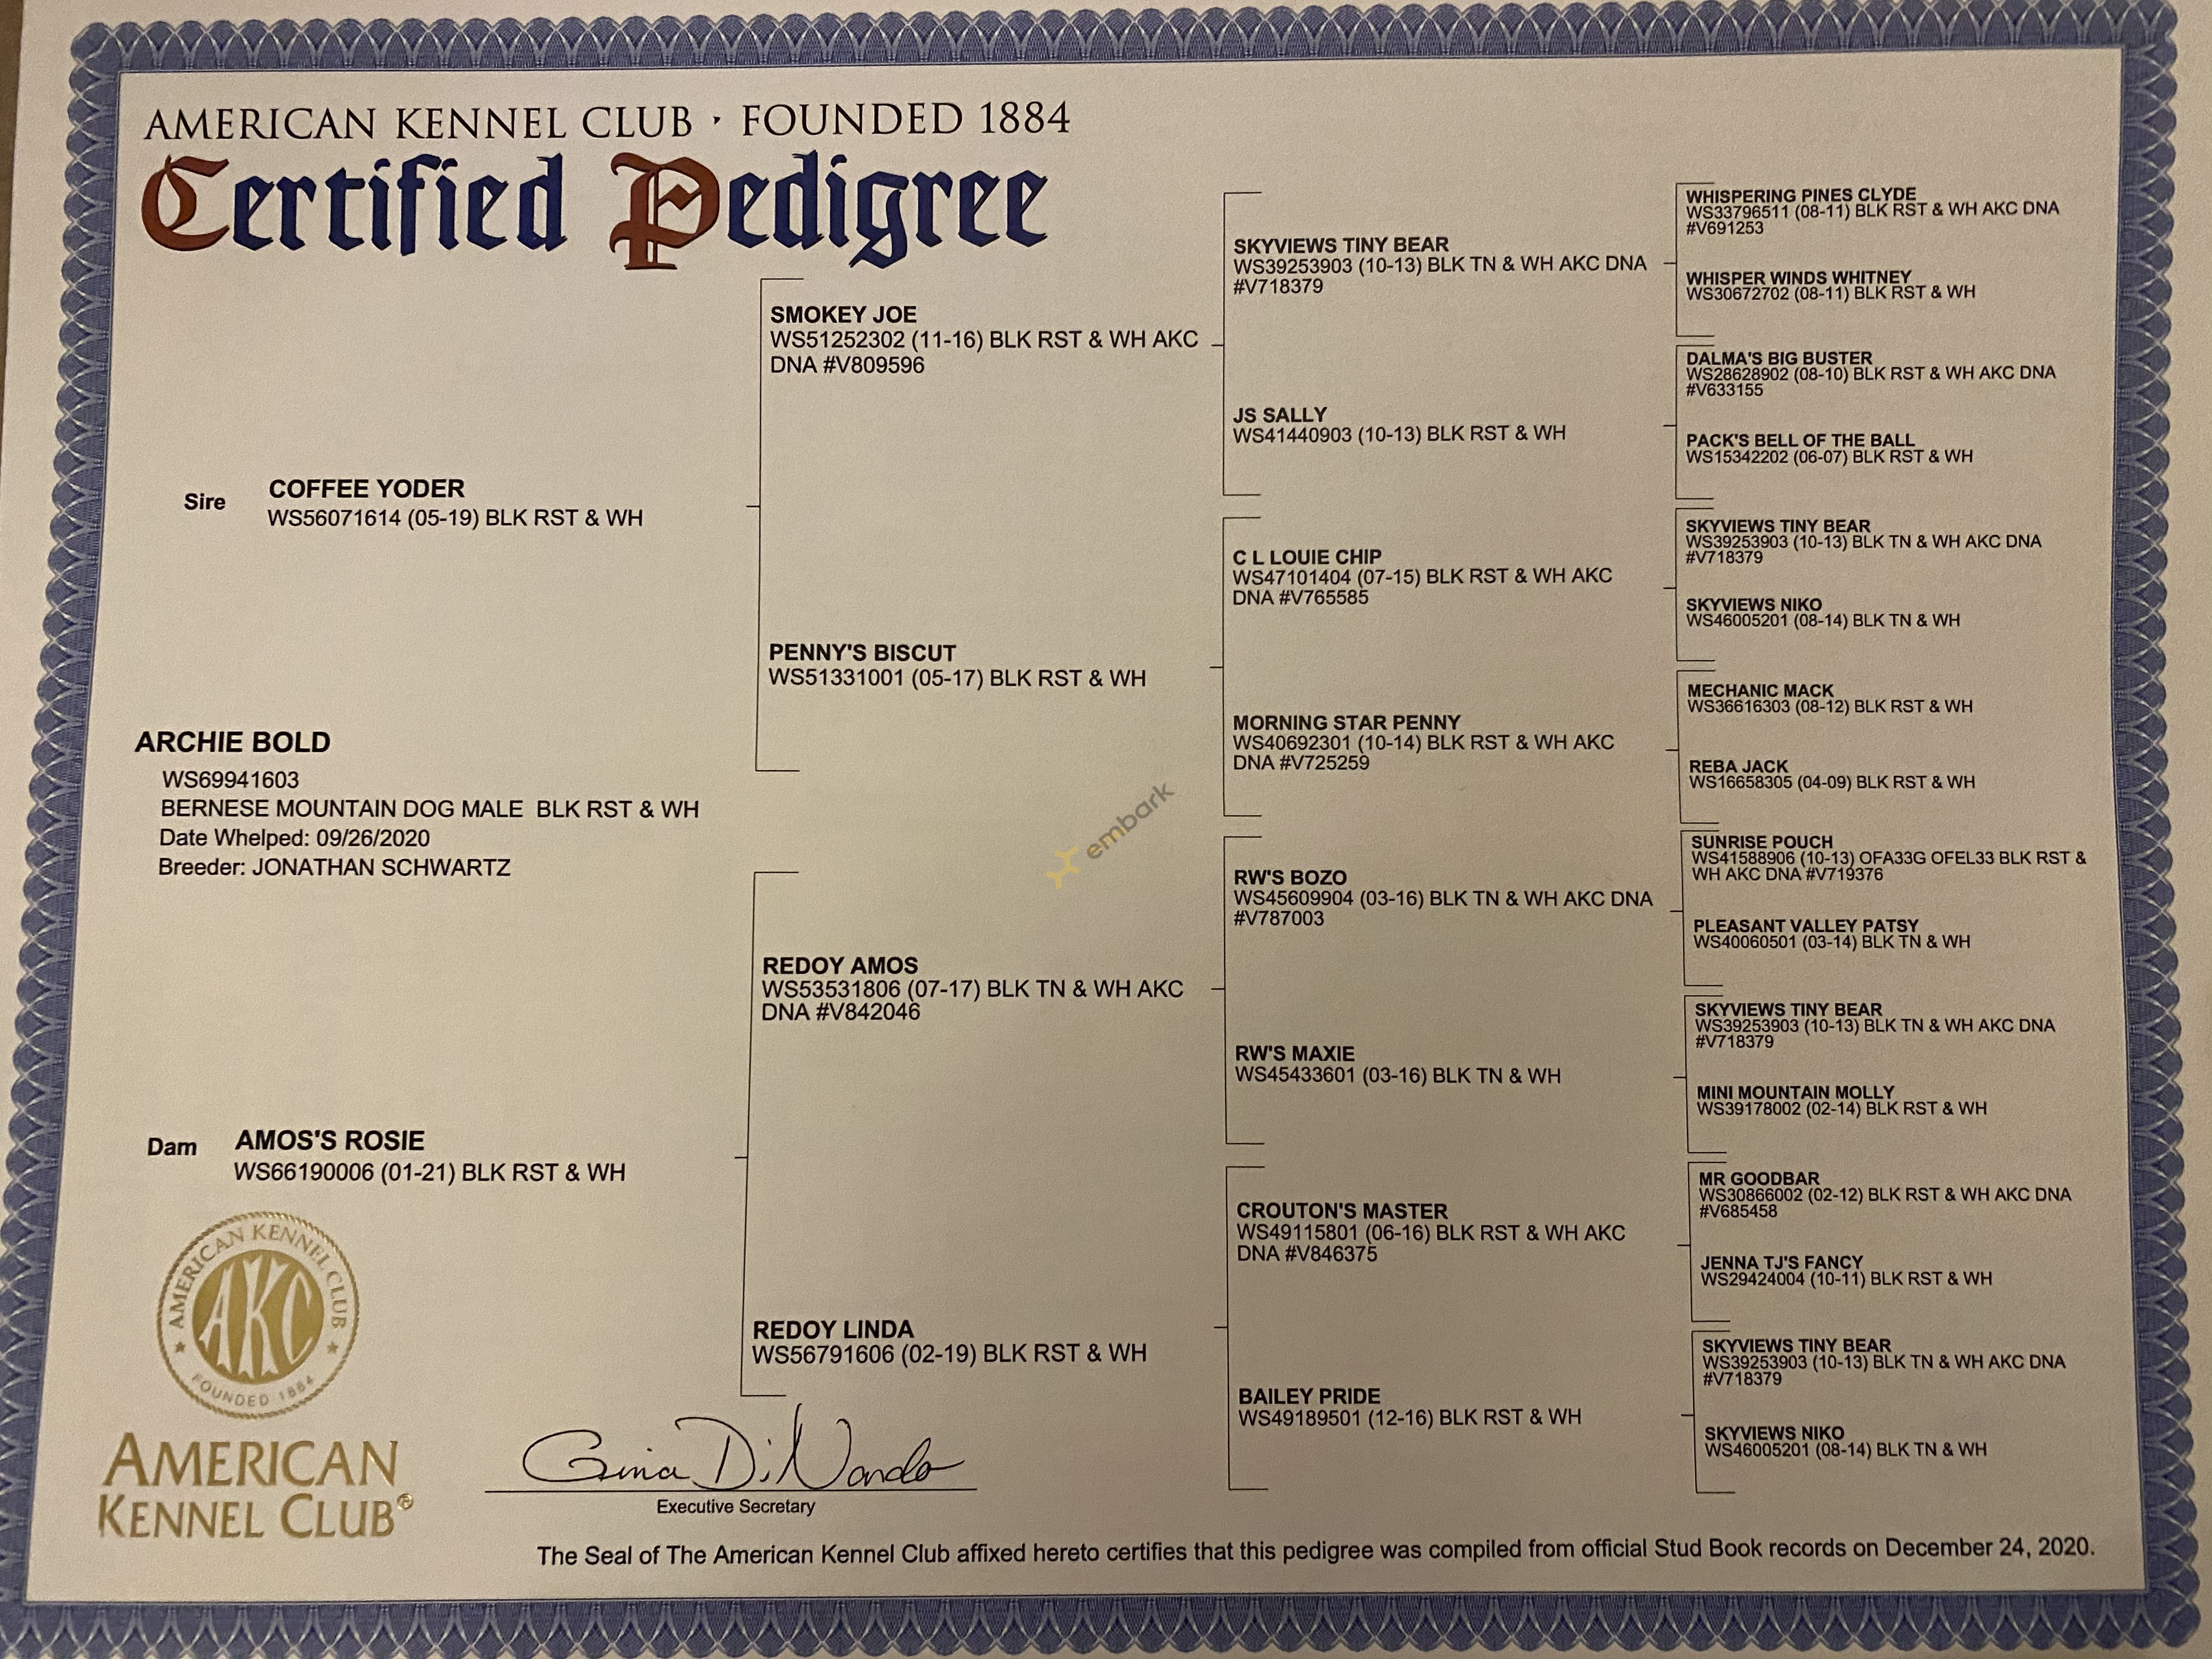 AMERICAN KENNEL CLUB · FOUNDED 1884
Certified Pedigree
Sire
COFFEE YODER
WS56071614 (05-19) BLK RST & WH
ARCHIE BOLD
WS69941603
BERNESE MOUNTAIN DOG MALE BLK RST & WH
Date Whelped: 09/26/2020
Breeder: JONATHAN SCHWARTZ
Dam
AMOS'S ROSIE
WS66190006 (01-21) BLK RST & WH
SMOKEY JOE
WS51252302 (11-16) BLK RST & WH AKC
DNA #V809596
PENNY'S BISCUT
WS51331001 (05-17) BLK RST & WH
REDOY AMOS
WS53531806 (07-17) BLK TN & WH AKC
DNA #V842046
REDOY LINDA
WS56791606 (02-19) BLK RST & WH
SKYVIEWS TINY BEAR
WS39253903 (10-13) BLK TN & WH AKC DNA
#V718379
JS SALLY
WS41440903 (10-13) BLK RST & WH
C L LOUIE CHIP
WS47101404 (07-15) BLK RST & WH AKC
DNA #V765585
MORNING STAR PENNY
WS40692301 (10-14) BLK RST & WH AKC
DNA #V725259
RW'S BOZO
WS45609904 (03-16) BLK TN & WH AKC DNA
#V787003
RW'S MAXIE
WS45433601 (03-16) BLK TN & WH
CROUTON'S MASTER
WS49115801 (06-16) BLK RST & WH AKC
DNA #V846375
BAILEY PRIDE
WS49189501 (12-16) BLK RST & WH
WHISPERING PINES CLYDE
WS33796511 (08-11) BLK RST & WH AKC DNA
#V691253
WHISPER WINDS WHITNEY
WS30672702 (08-11) BLK RST & WH
DALMA'S BIG BUSTER
WS28628902 (08-10) BLK RST & WH AKC DNA
#V633155
PACK'S BELL OF THE BALL
WS15342202 (06-07) BLK RST & WH
SKYVIEWS TINY BEAR
WS39253903 (10-13) BLK TN & WH AKC DNA
#V718379
SKYVIEWS NIKO
WS46005201 (08-14) BLK TN & WH
MECHANIC MACK
WS36616303 (08-12) BLK RST & WH
REBA JACK
WS16658305 (04-09) BLK RST & WH
SUNRISE POUCH
WS41588906 (10-13) OFA33G OFEL33 BLK RST &
WH AKC DNA #V719376
PLEASANT VALLEY PATSY
WS40060501 (03-14) BLK TN & WH
SKYVIEWS TINY BEAR
WS39253903 (10-13) BLK TN & WH AKC DNA
#V718379
MINI MOUNTAIN MOLLY
WS39178002 (02-14) BLK RST & WH
MR GOODBAR
WS30866002 (02-12) BLK RST & WH AKC DNA
#V685458
JENNA TJ'S FANCY
WS29424004 (10-11) BLK RST & WH
SKYVIEWS TINY BEAR
WS39253903 (10-13) BLK TN & WH AKC DNA
#V718379
SKYVIEWS NIKO
WS46005201 (08-14) BLK TN & WH
embark
AMERICAN KENNEL CLUB
AKC
FOUNDED 1884
AMERICAN
KENNEL CLUB®
Gina DiNardo
Executive Secretary
The Seal of The American Kennel Club affixed hereto certifies that this pedigree was compiled from official Stud Book records on December 24, 2020.